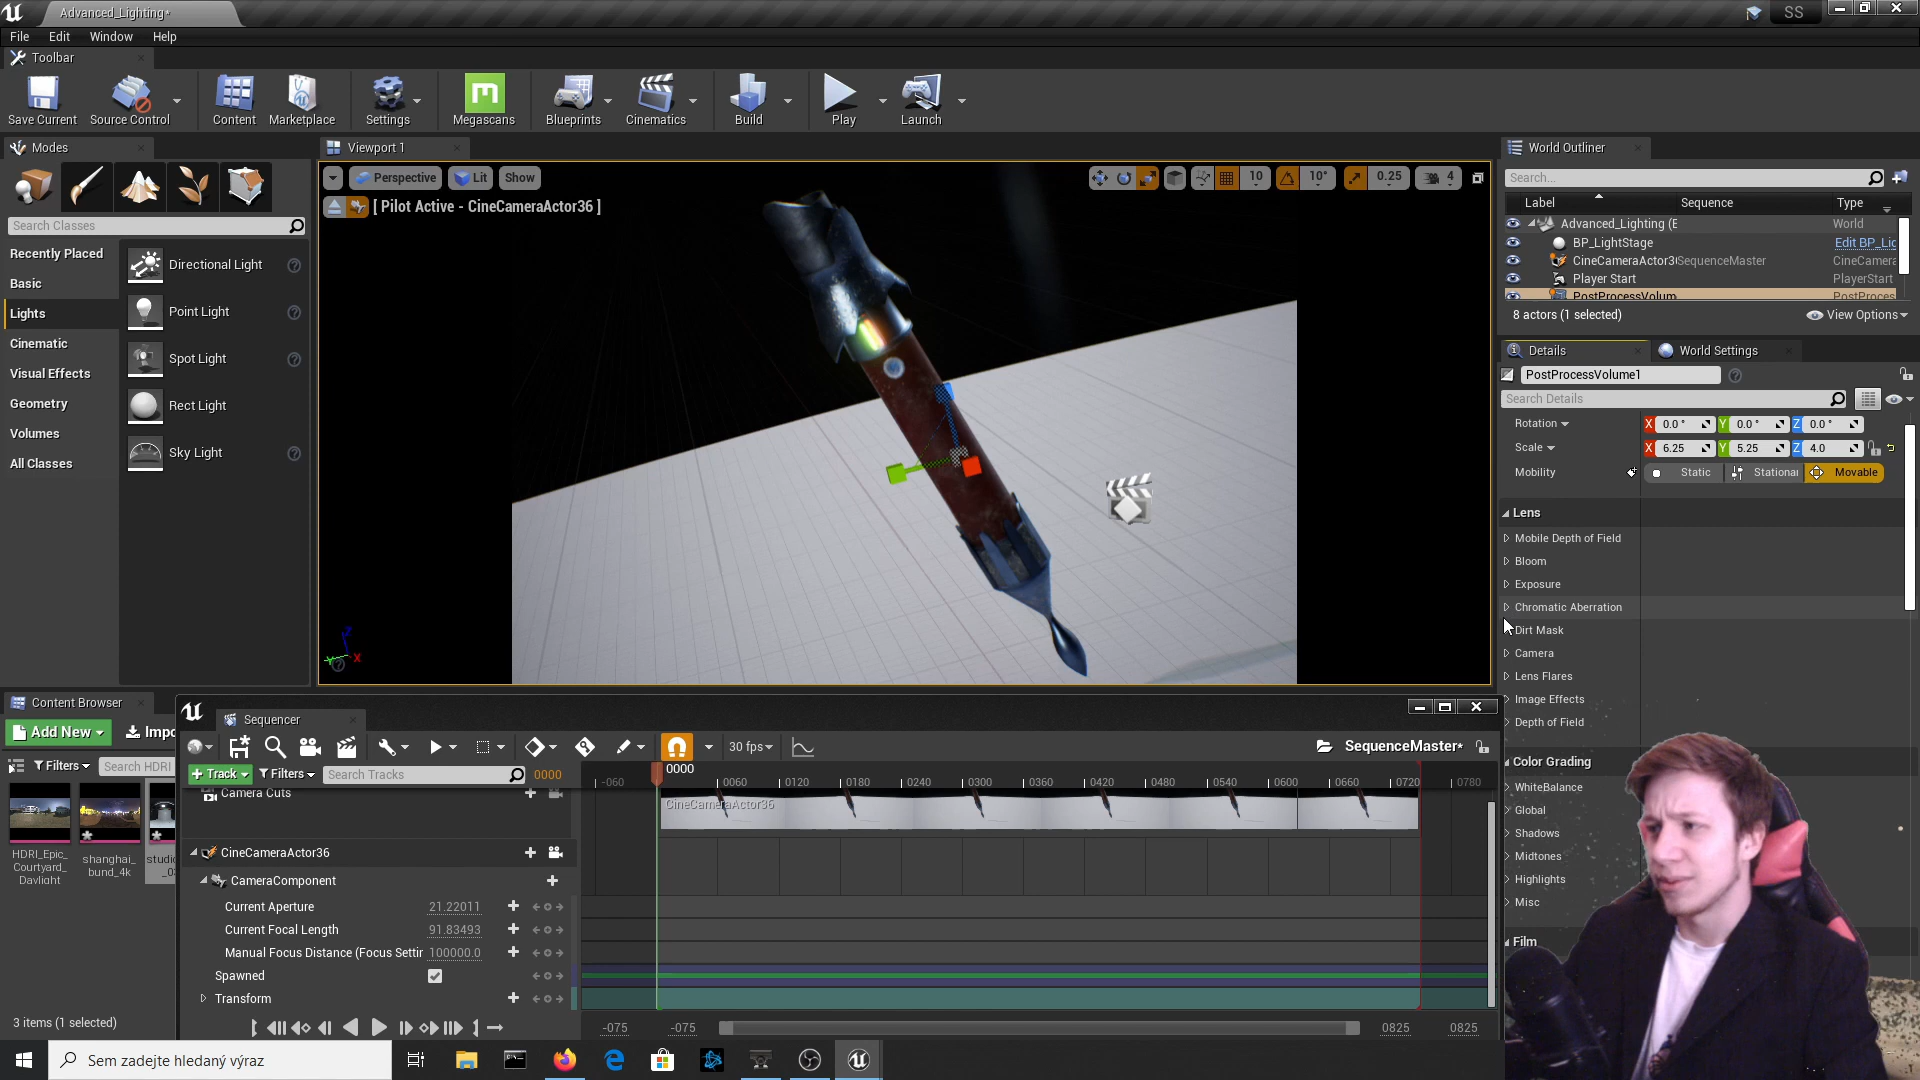 Advanced_Lighting*
SS
File Edit Window Help
Toolbar
Save Current Source Control Content Marketplace Settings Megascans Blueprints Cinematics Build Play Launch
Modes
Viewport 1
World Outliner
Perspective Lit Show
10 10° 0.25 4
Search...
[ Pilot Active - CineCameraActor36 ]
Label Sequence Type
Search Classes
Recently Placed
Basic
Lights
Cinematic
Visual Effects
Geometry
Volumes
All Classes
Directional Light
Point Light
Spot Light
Rect Light
Sky Light
Advanced_Lighting (E World
BP_LightStage Edit BP_Lic
CineCameraActor3 SequenceMaster CineCamera
Player Start PlayerStart
PostProcessVolum PostProces
8 actors (1 selected) View Options
Details World Settings
PostProcessVolume1
Search Details
Rotation X 0.0 ° Y 0.0 ° Z 0.0 °
Scale X 6.25 Y 5.25 Z 4.0
Mobility Static Stationar Movable
Lens
Mobile Depth of Field
Bloom
Exposure
Chromatic Aberration
Dirt Mask
Camera
Lens Flares
Image Effects
Depth of Field
Color Grading
WhiteBalance
Global
Shadows
Midtones
Highlights
Misc
Film
Z
Y X
Content Browser
Add New Impo
Filters Search HDRI
HDRI_Epic_
Courtyard_
Daylight
shanghai_
bund_4k
studio
_0
3 items (1 selected)
Sequencer
30 fps SequenceMaster*
+ Track Filters Search Tracks 0000
0000
-060 0060 0120 0180 0240 0300 0360 0420 0480 0540 0600 0660 0720 0780
Camera Cuts
CineCameraActor36
CineCameraActor36
CameraComponent
Current Aperture 21.22011
Current Focal Length 91.83493
Manual Focus Distance (Focus Settir 100000.0
Spawned
Transform
-075 -075 0825 0825
Sem zadejte hledaný výraz